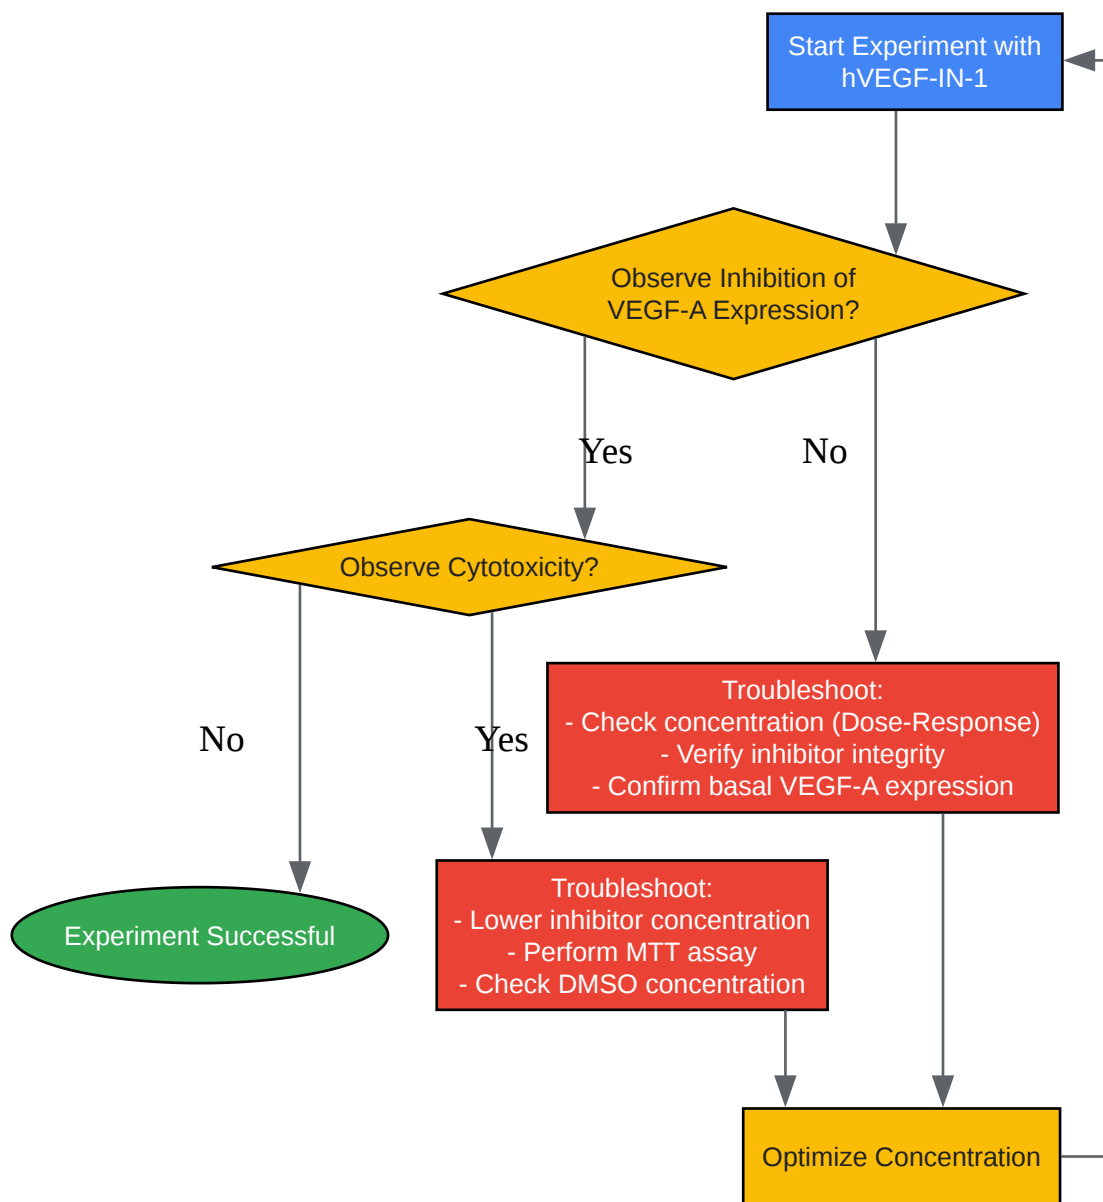 Start Experiment with
hVEGF-IN-1
Observe Inhibition of
VEGF-A Expression?
Yes
No
Observe Cytotoxicity?
No
Yes
Troubleshoot:
- Check concentration (Dose-Response)
- Verify inhibitor integrity
- Confirm basal VEGF-A expression
Troubleshoot:
- Lower inhibitor concentration
- Perform MTT assay
- Check DMSO concentration
Experiment Successful
Optimize Concentration